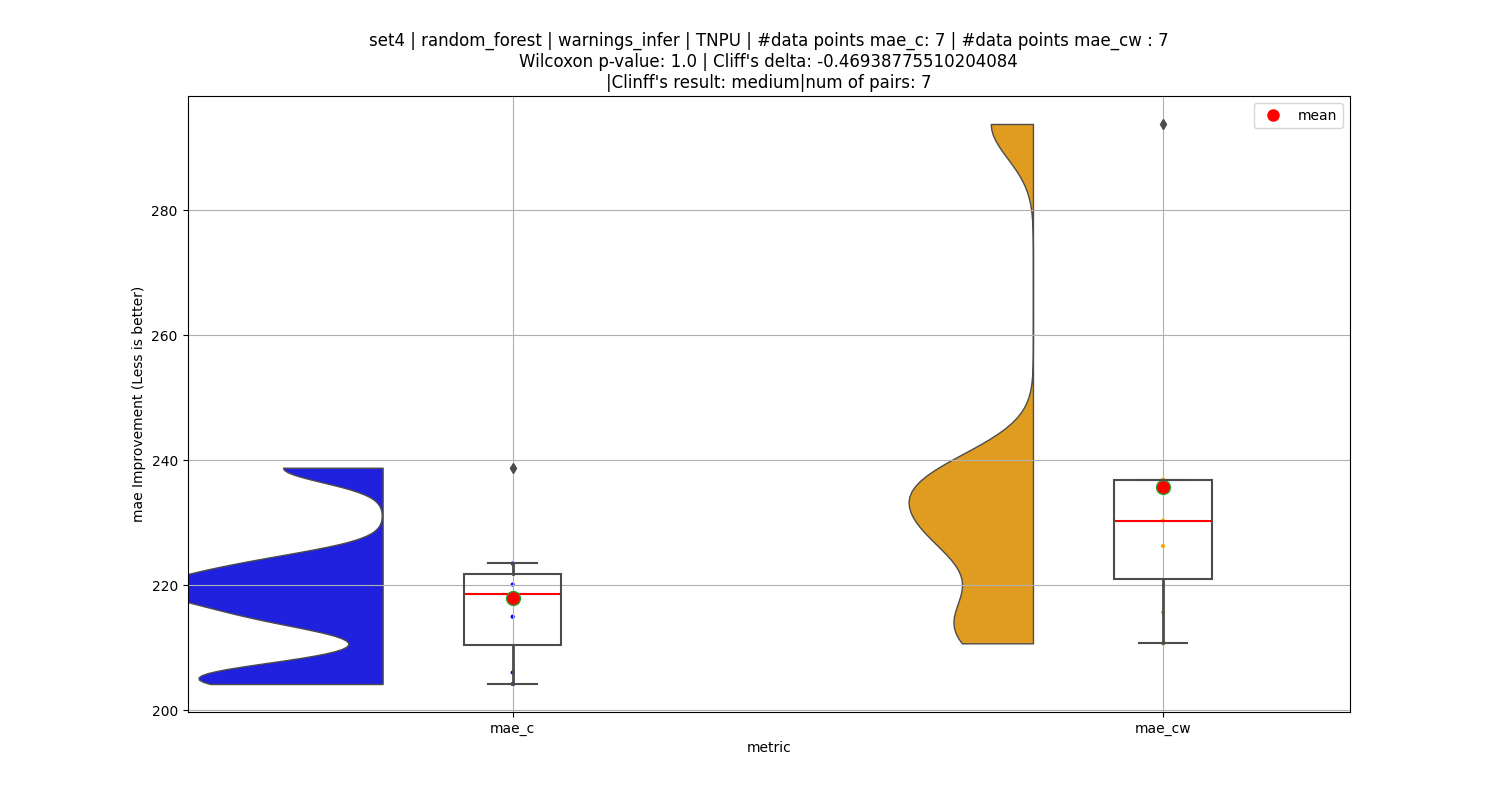 set4 | random_forest | warnings_infer | TNPU | #data points mae_c: 7 | #data points mae_cw : 7
Wilcoxon p-value: 1.0 | Cliff's delta: -0.46938775510204084
|Clinff's result: medium|num of pairs: 7
mean
280
260
240
220
200
mae Improvement (Less is better)
mae_c
mae_cw
metric